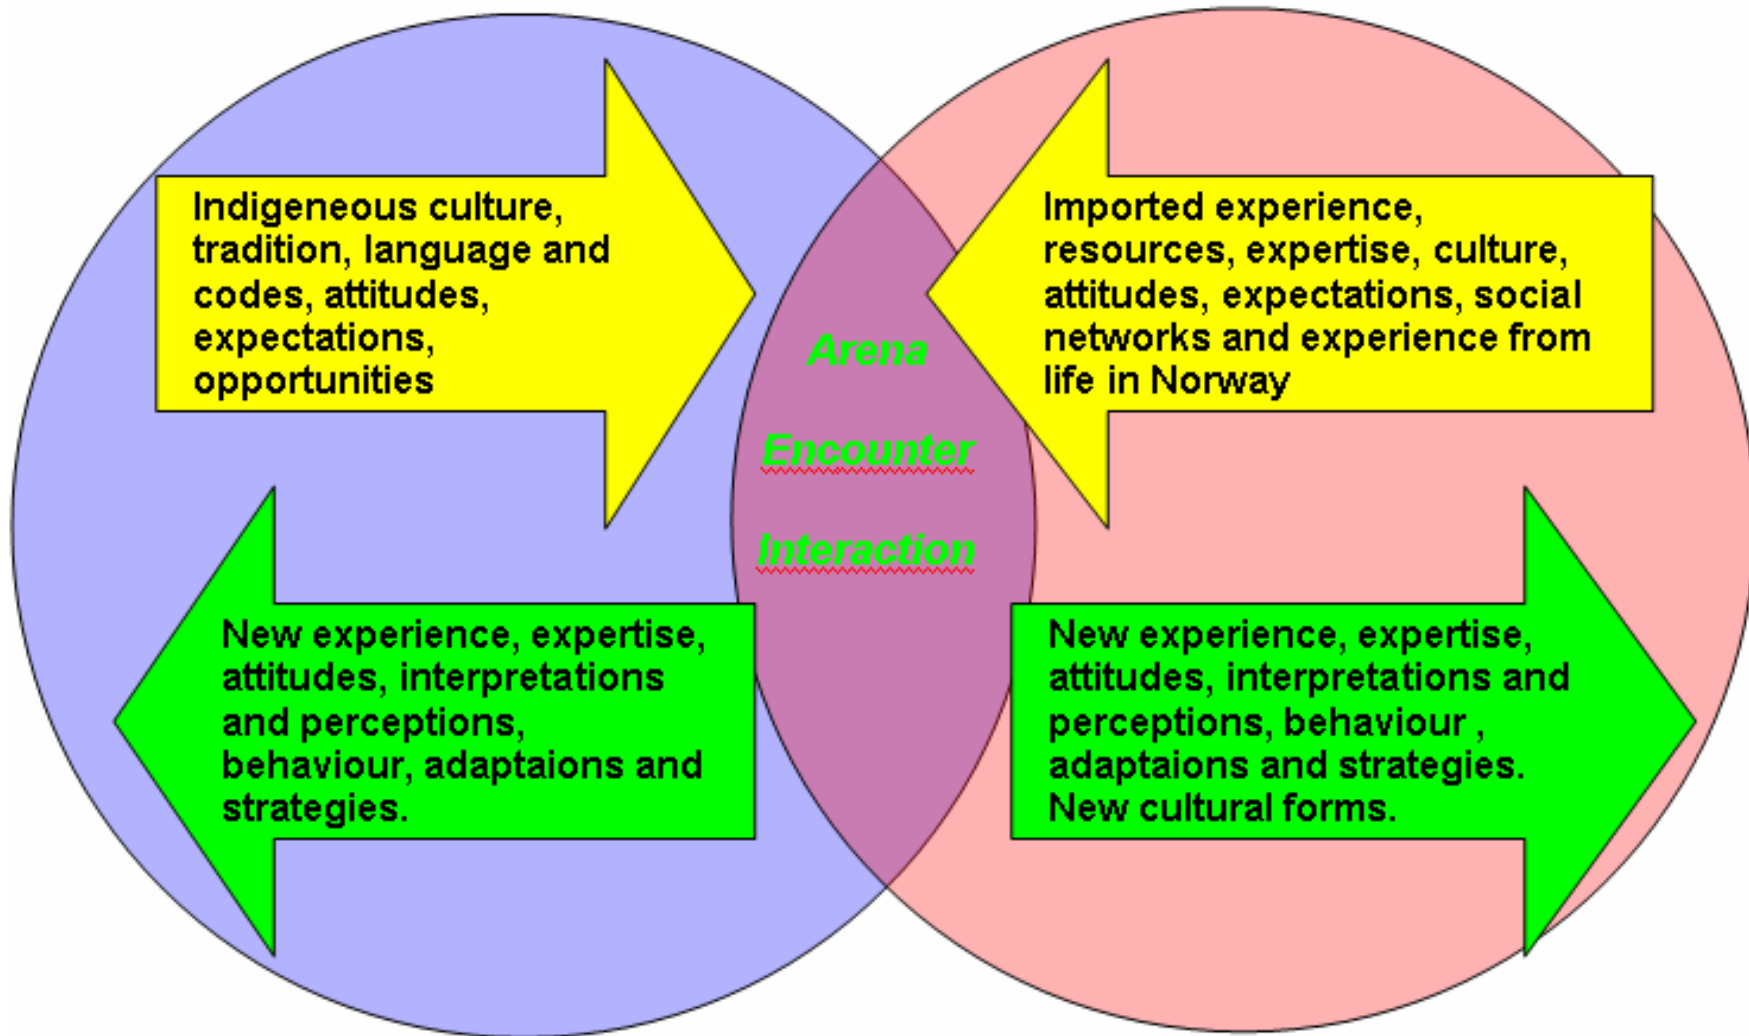 Indigeneous culture,
tradition, language and
codes, attitudes,
expectations,
opportunities
Imported experience,
resources, expertise, culture,
attitudes, expectations, social
networks and experience from
life in Norway
Arena
Encounter
Interaction
New experience, expertise,
attitudes, interpretations
and perceptions,
behaviour, adaptaions and
strategies.
New experience, expertise,
attitudes, interpretations and
perceptions, behaviour ,
adaptaions and strategies.
New cultural forms.